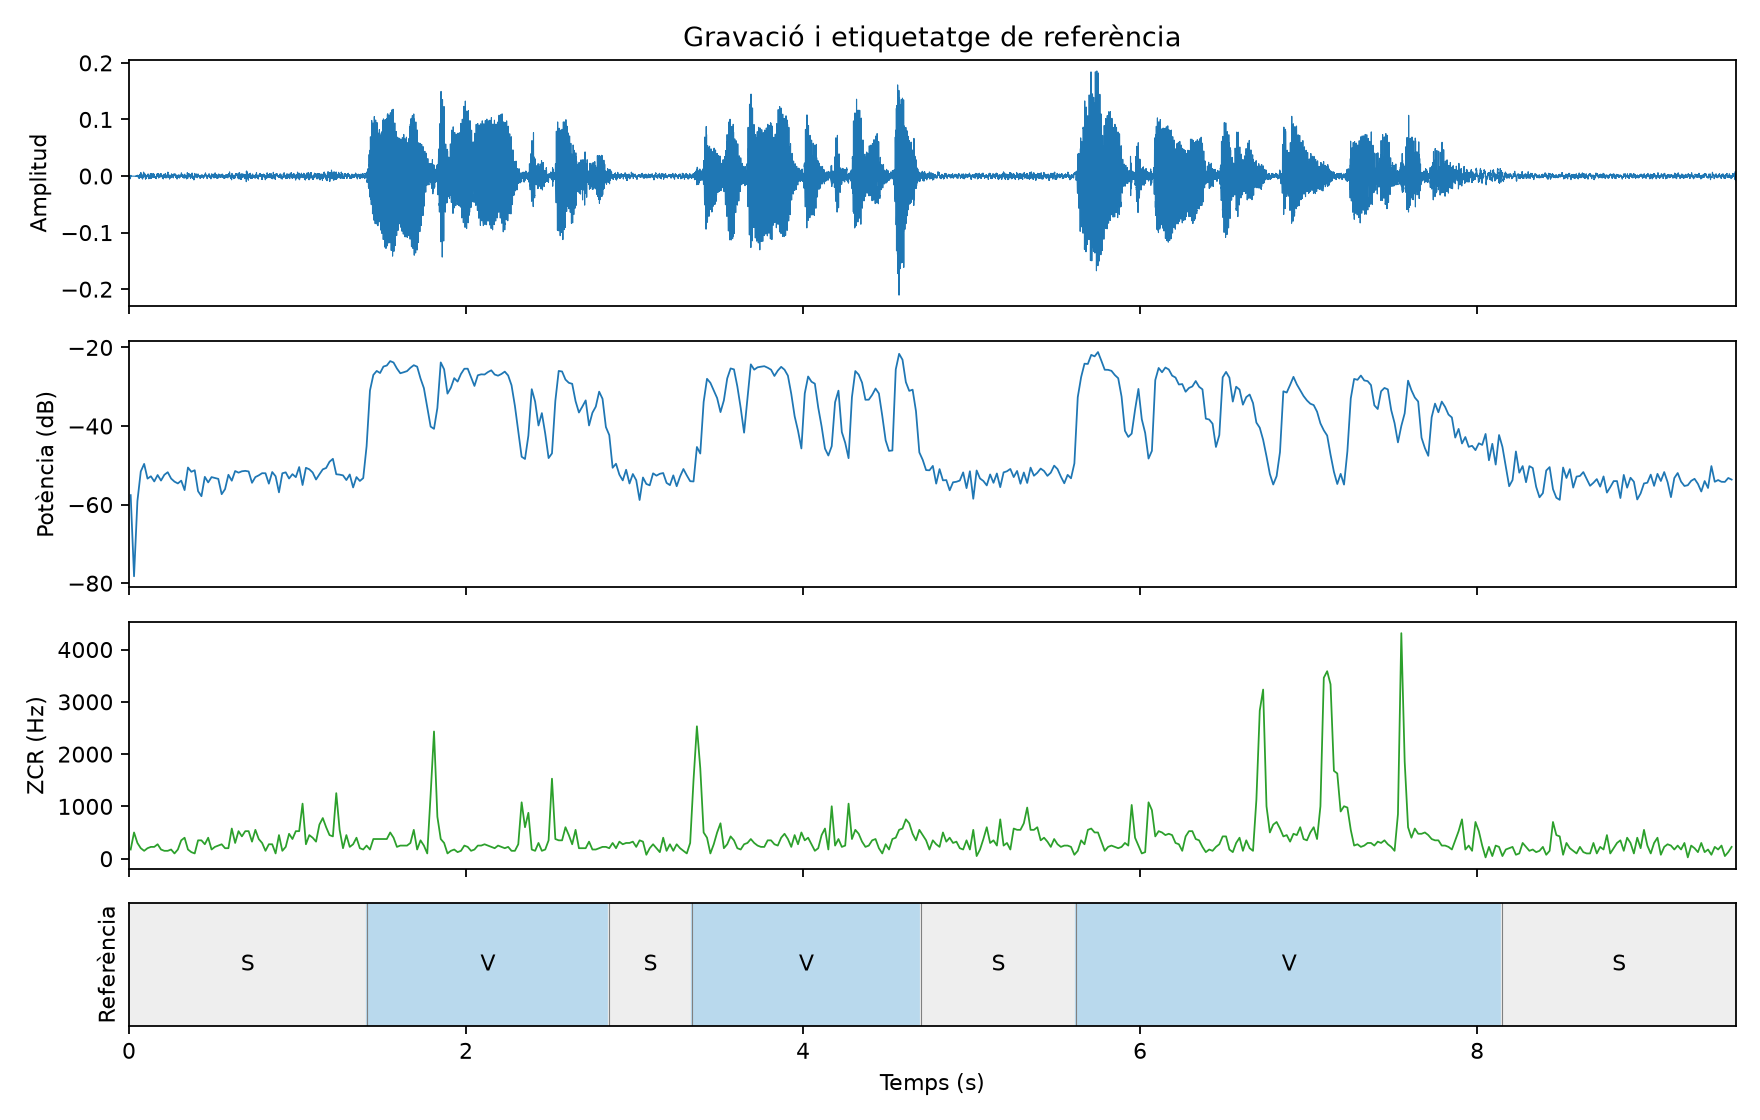 Gravació i etiquetatge de referència
Amplitud
0.2
0.1
0.0
−0.1
−0.2
Potència (dB)
−20
−40
−60
−80
ZCR (Hz)
4000
3000
2000
1000
0
Referència
S V S V S V S
0 2 4 6 8
Temps (s)